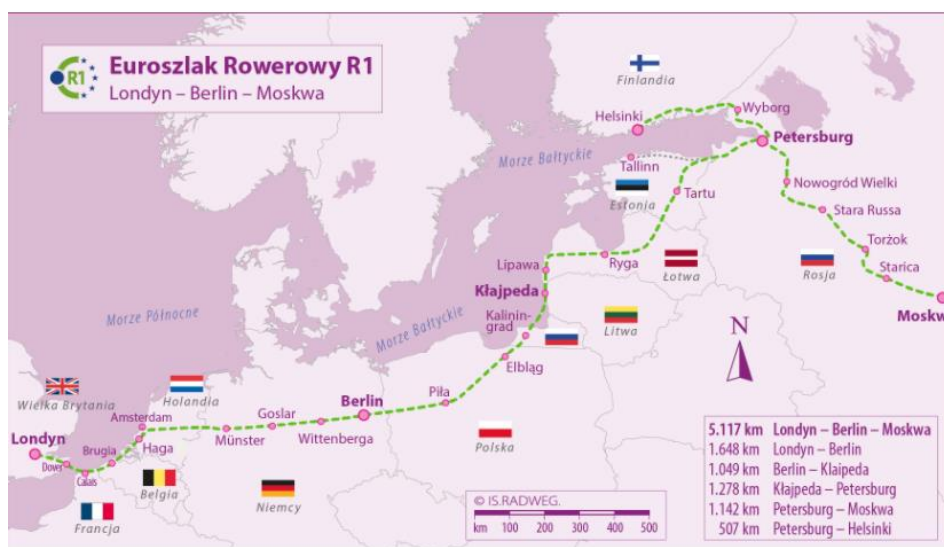 R1
Euroszlak Rowerowy R1
Londyn – Berlin – Moskwa
Finlandia
Helsinki
Wyborg
Petersburg
Morze Bałtyckie
Tallinn
Estonia
Tartu
Nowogród Wielki
Stara Russa
Torżok
Starica
Rosja
Moskw
Lipawa
Ryga
Łotwa
Kłajpeda
Kalinin-
grad
Litwa
Morze Północne
Morze Bałtyckie
Elbląg
N
Wielka Brytania
Holandia
Amsterdam
Goslar
Berlin
Piła
Londyn
Dover
Calais
Brugia
Haga
Münster
Wittenberga
Polska
Belgia
Francja
Niemcy
© IS.RADWEG.
km 100 200 300 400 500
5.117 km Londyn – Berlin – Moskwa
1.648 km Londyn – Berlin
1.049 km Berlin – Klaipeda
1.278 km Kłajpeda – Petersburg
1.142 km Petersburg – Moskwa
507 km Petersburg – Helsinki